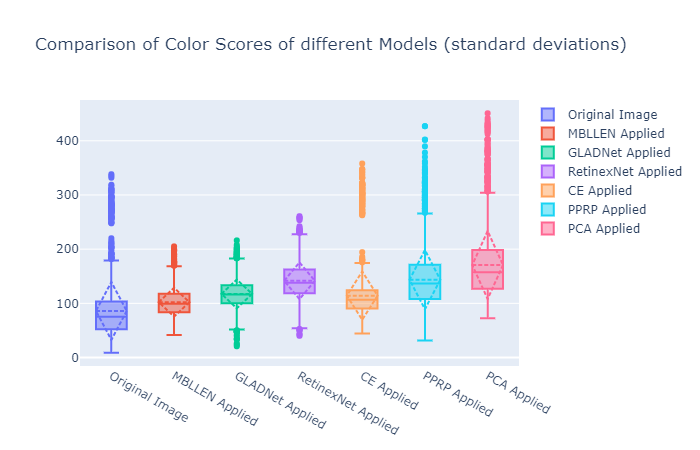 Comparison of Color Scores of different Models (standard deviations)
Original Image
MBLLEN Applied
GLADNet Applied
RetinexNet Applied
CE Applied
PPRP Applied
PCA Applied
400
300
200
100
0
Original Image
MBLLEN Applied
GLADNet Applied
RetinexNet Applied
CE Applied
PPRP Applied
PCA Applied